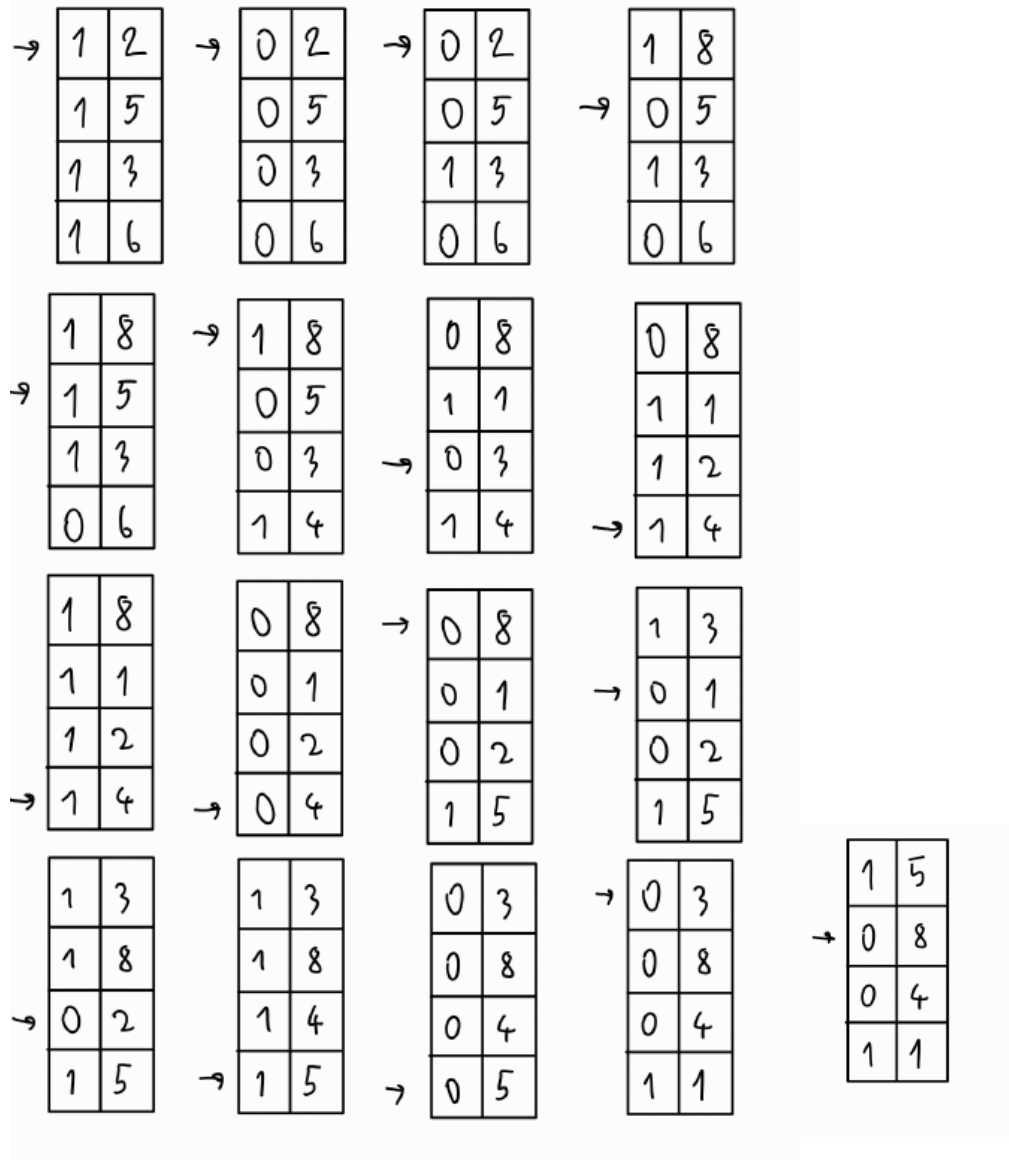 → 1 2 → 0 2 → 0 2 1 8
1 5 0 5 0 5 → 0 5
1 3 0 3 1 3 1 3
1 6 0 6 0 6 0 6
1 8 → 1 8 0 8 0 8
→ 1 5 0 5 1 1 1 1
1 3 0 3 → 0 3 1 2
0 6 1 4 1 4 → 1 4
1 8 0 8 → 0 8 1 3
1 1 0 1 0 1 → 0 1
1 2 0 2 0 2 0 2
→ 1 4 → 0 4 1 5 1 5
1 3 1 3 0 3 → 0 3 1 5
1 8 1 8 0 8 0 8 → 0 8
→ 0 2 1 4 0 4 0 4 0 4
1 5 → 1 5 → 0 5 1 1 1 1